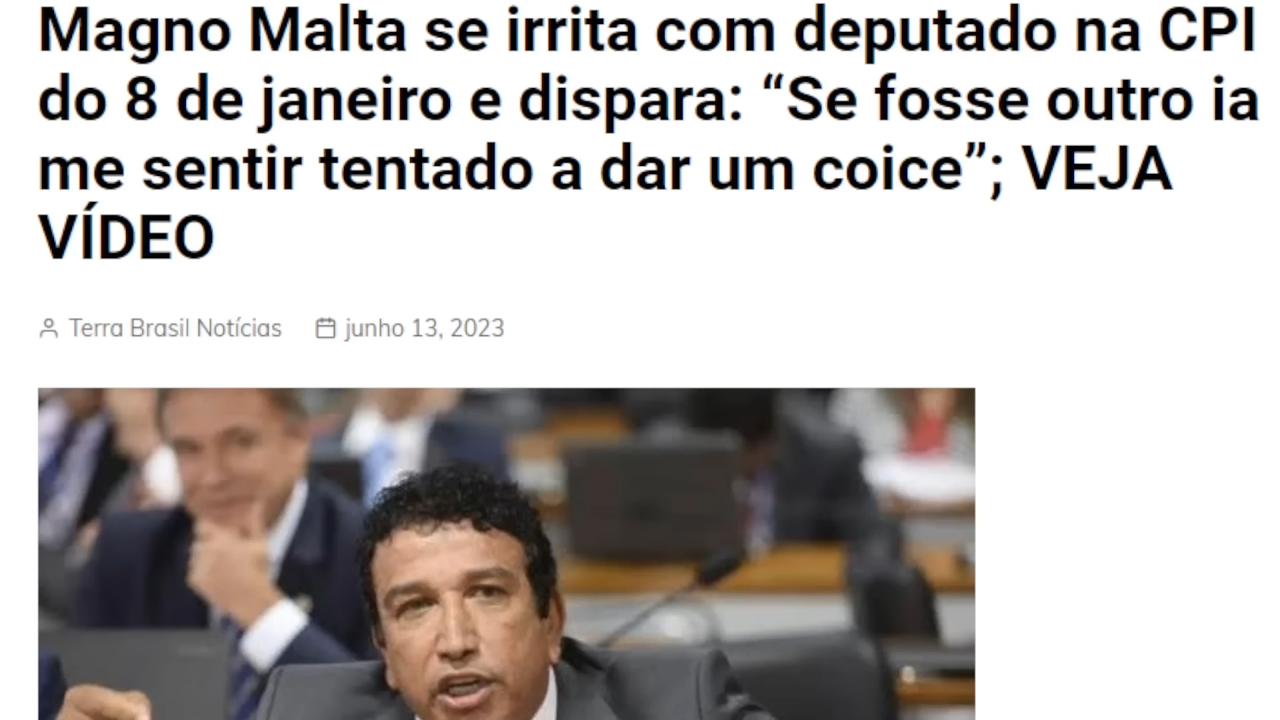 Magno Malta se irrita com deputado na CPI
do 8 de janeiro e dispara: “Se fosse outro ia
me sentir tentado a dar um coice”; VEJA
VÍDEO
Terra Brasil Notícias junho 13, 2023